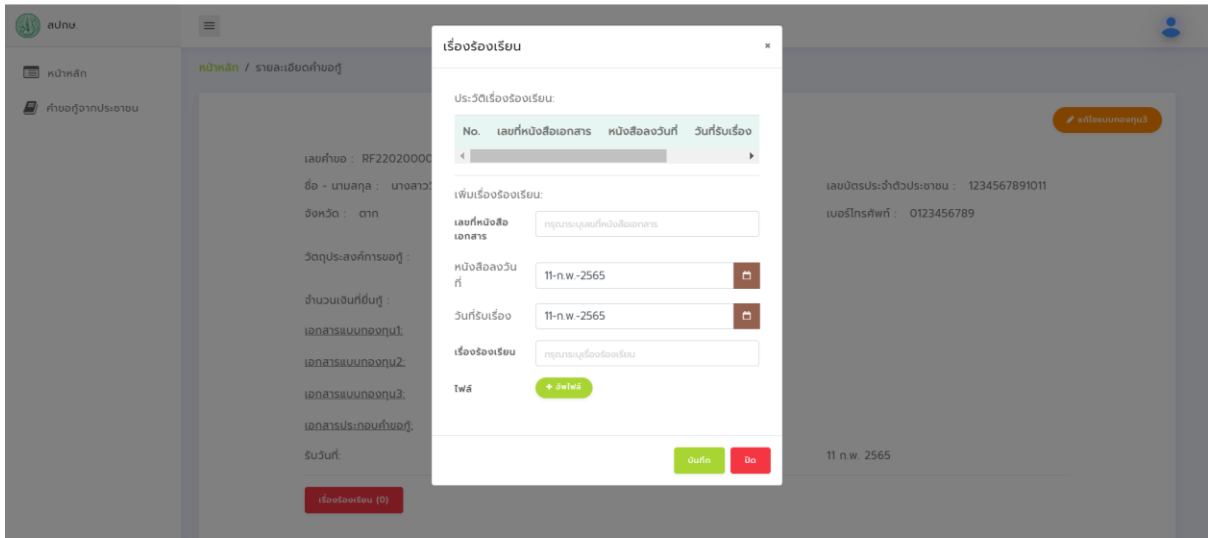 สปกษ.
หน้าหลัก
คำขอกู้จากประชาชน
หน้าหลัก / รายละเอียดคำขอกู้
แก้ไขแบบกองทุน3
เลขคำขอ : RF22020000
ชื่อ - นามสกุล : นางสาว
เลขบัตรประจำตัวประชาชน : 1234567891011
จังหวัด : ตาก
เบอร์โทรศัพท์ : 0123456789
วัตถุประสงค์การขอกู้ :
จำนวนเงินที่ยื่นกู้ :
เอกสารแบบกองทุน1:
เอกสารแบบกองทุน2:
เอกสารแบบกองทุน3:
เอกสารประกอบคำขอกู้:
รับวันที่:
11 ก.พ. 2565
เรื่องร้องเรียน (0)
เรื่องร้องเรียน
×
ประวัติเรื่องร้องเรียน:
No. เลขที่หนังสือเอกสาร หนังสือลงวันที่ วันที่รับเรื่อง
เพิ่มเรื่องร้องเรียน:
เลขที่หนังสือ
เอกสาร
กรุณาระบุเลขที่หนังสือเอกสาร
หนังสือลงวัน
ที่
11-ก.พ.-2565
วันที่รับเรื่อง
11-ก.พ.-2565
เรื่องร้องเรียน
กรุณาระบุเรื่องร้องเรียน
ไฟล์
+ อัพไฟล์
บันทึก
ปิด